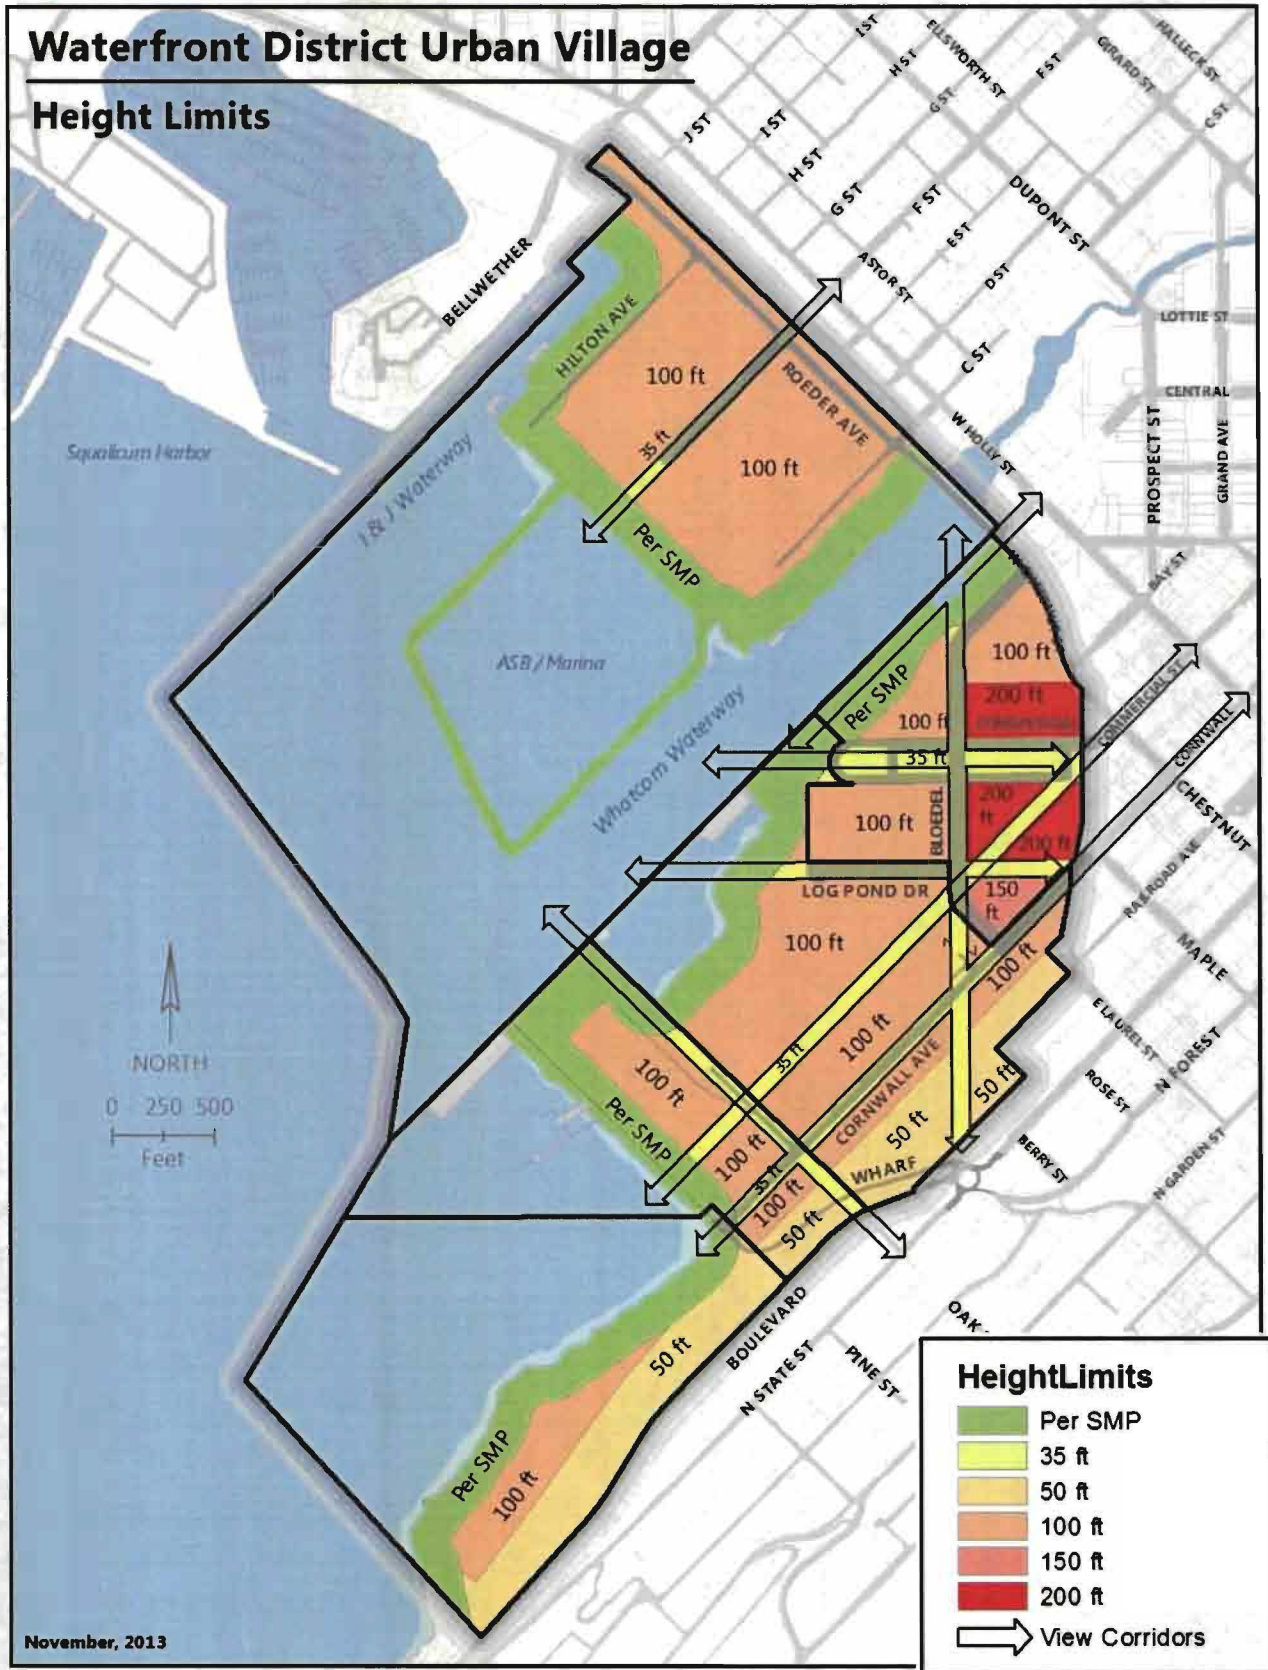 Waterfront District Urban Village
Height Limits
I ST
H ST
ELLSWORTH ST
G ST
F ST
GIRARD ST
HALLECK ST
C ST
J ST
I ST
H ST
G ST
F ST
E ST
D ST
DUPONT ST
ASTOR ST
C ST
LOTTIE ST
CENTRAL
PROSPECT ST
GRAND AVE
W HOLLY ST
BAY ST
BELLWETHER
HILTON AVE
ROEDER AVE
100 ft
35 ft
100 ft
Per SMP
Squalicum Harbor
I & J Waterway
ASB / Marina
Whatcom Waterway
Per SMP
100 ft
200 ft
100 ft
35 ft
COMMERCIAL ST
CORNWALL
CHESTNUT
100 ft
BLOEDEL
200
ft
200 ft
LOG POND DR
150
ft
RAILROAD AVE
MAPLE
100 ft
100 ft
100 ft
E LAUREL ST
N FOREST
ROSE ST
BERRY ST
N GARDEN ST
35 ft
CORNWALL AVE
100 ft
Per SMP
50 ft
50 ft
WHARF
100 ft
35 ft
100 ft
50 ft
NORTH
0 250 500
Feet
50 ft
BOULEVARD
N STATE ST
PINE ST
OAK
Per SMP
100 ft
HeightLimits
Per SMP
35 ft
50 ft
100 ft
150 ft
200 ft
View Corridors
November, 2013